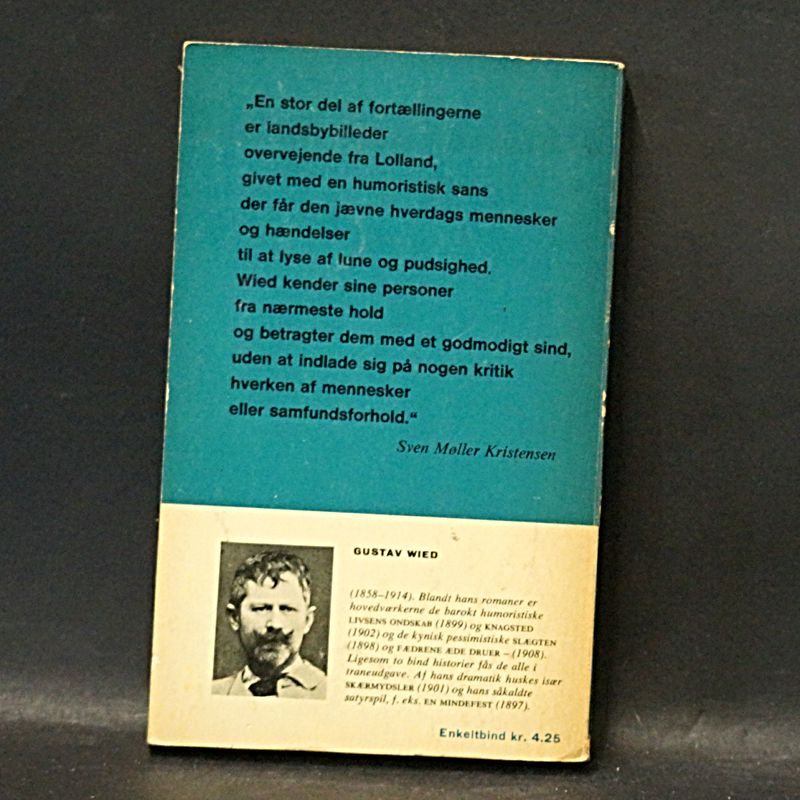 „En stor del af fortællingerne
er landsbybilleder
overvejende fra Lolland,
givet med en humoristisk sans
der får den jævne hverdags mennesker
og hændelser
til at lyse af lune og pudsighed.
Wied kender sine personer
fra nærmeste hold
og betragter dem med et godmodigt sind,
uden at indlade sig på nogen kritik
hverken af mennesker
eller samfundsforhold.“
Sven Møller Kristensen
GUSTAV WIED
(1858–1914). Blandt hans romaner er
hovedværkerne de barokt humoristiske
LIVSENS ONDSKAB (1899) og KNAGSTED
(1902) og de kynisk pessimistiske SLÆGTEN
(1898) og FÆDRENE ÆDE DRUER – (1908).
Ligesom to bind historier fås de alle i
traneudgave. Af hans dramatik huskes især
SKÆRMYDSLER (1901) og hans såkaldte
satyrspil, f. eks. EN MINDEFEST (1897).
Enkeltbind kr. 4.25